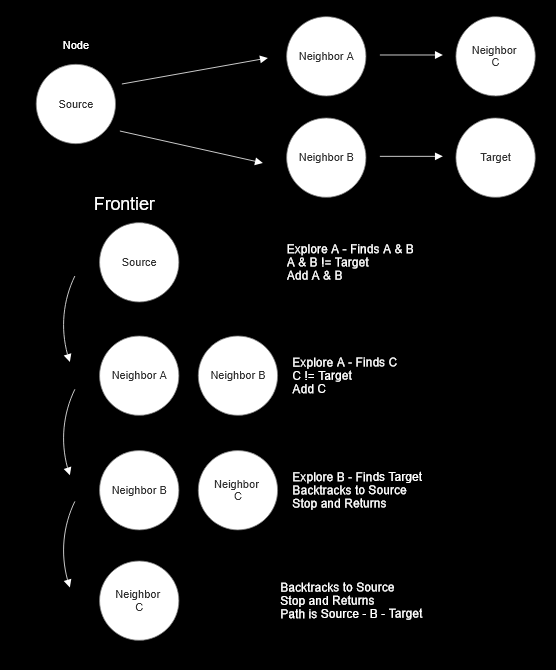 Node
Source
Neighbor A
Neighbor
C
Neighbor B
Target
Frontier
Source
Explore A - Finds A & B
A & B != Target
Add A & B
Neighbor A
Neighbor B
Explore A - Finds C
C != Target
Add C
Neighbor B
Neighbor
C
Explore B - Finds Target
Backtracks to Source
Stop and Returns
Neighbor
C
Backtracks to Source
Stop and Returns
Path is Source - B - Target